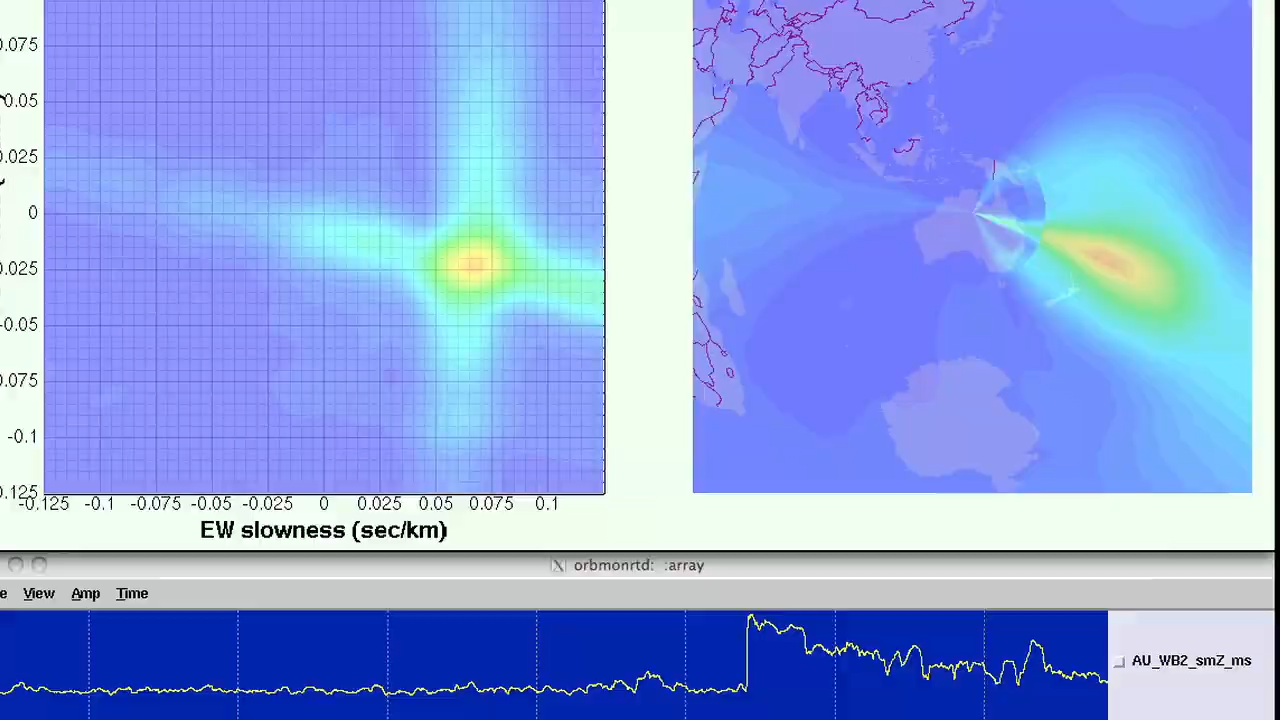 0.075
0.05
0.025
0
0.025
-0.05
0.075
-0.1
0.125
-0.125 -0.1 -0.075 -0.05 -0.025 0 0.025 0.05 0.075 0.1
EW slowness (sec/km)
orbmonrtd: :array
e View Amp Time
AU_WB2_smZ_ms